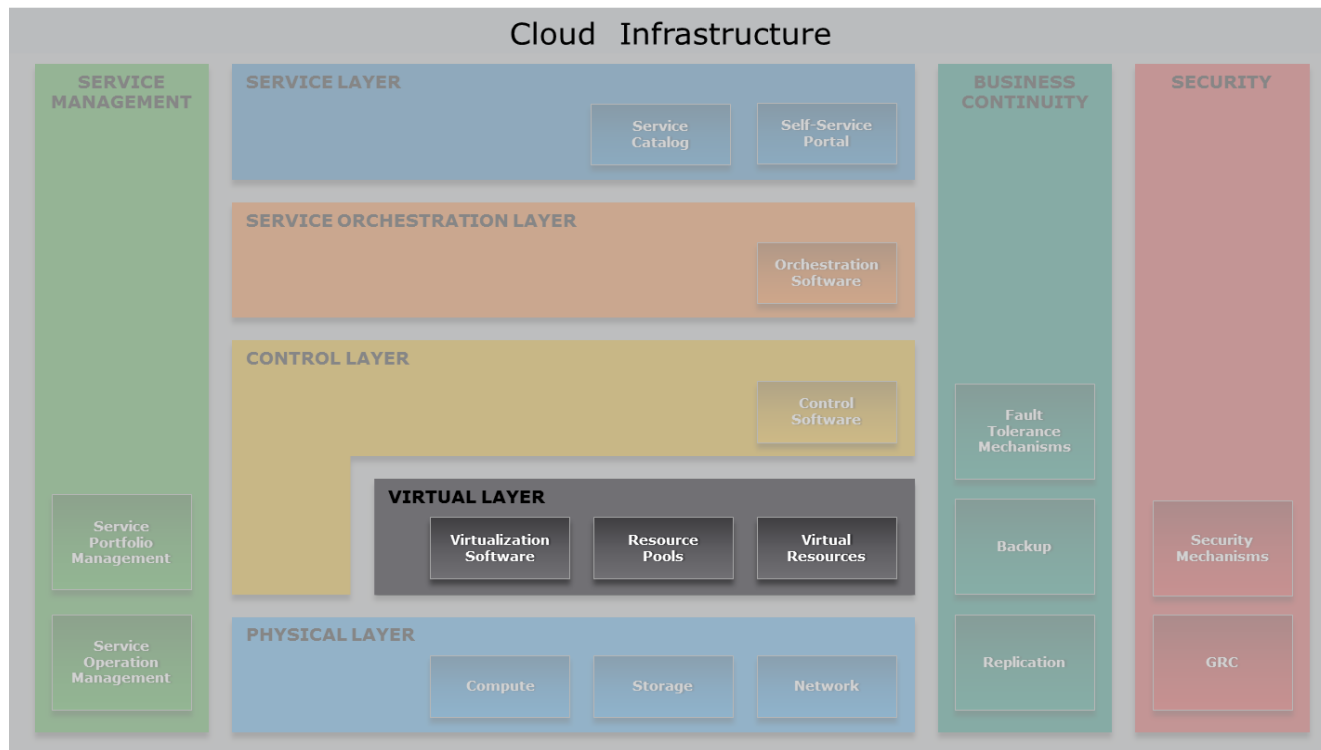 Cloud Infrastructure
SERVICE
MANAGEMENT
Service
Portfolio
Management
Service
Operation
Management
SERVICE LAYER
Service
Catalog
Self-Service
Portal
SERVICE ORCHESTRATION LAYER
Orchestration
Software
CONTROL LAYER
Control
Software
VIRTUAL LAYER
Virtualization
Software
Resource
Pools
Virtual
Resources
PHYSICAL LAYER
Compute
Storage
Network
BUSINESS
CONTINUITY
Fault
Tolerance
Mechanisms
Backup
Replication
SECURITY
Security
Mechanisms
GRC